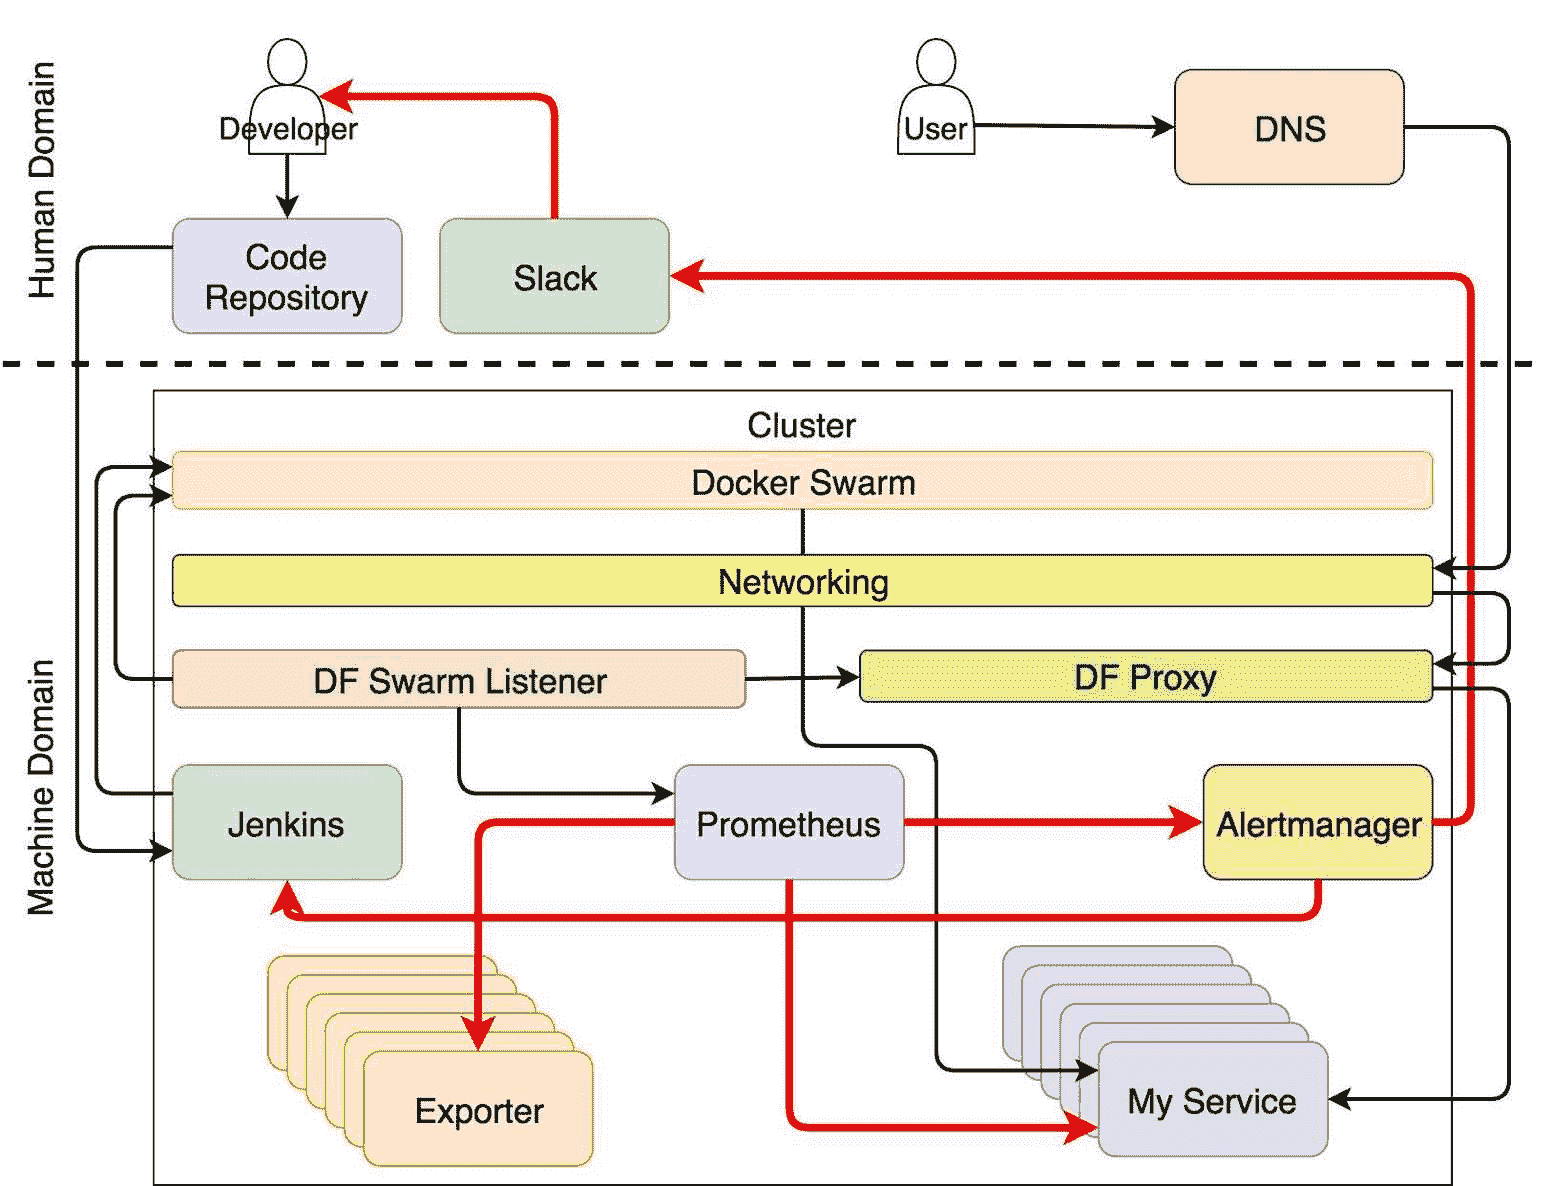 Human Domain
Developer
User
DNS
Code
Repository
Slack
Cluster
Docker Swarm
Networking
DF Swarm Listener
DF Proxy
Machine Domain
Jenkins
Prometheus
Alertmanager
Exporter
My Service